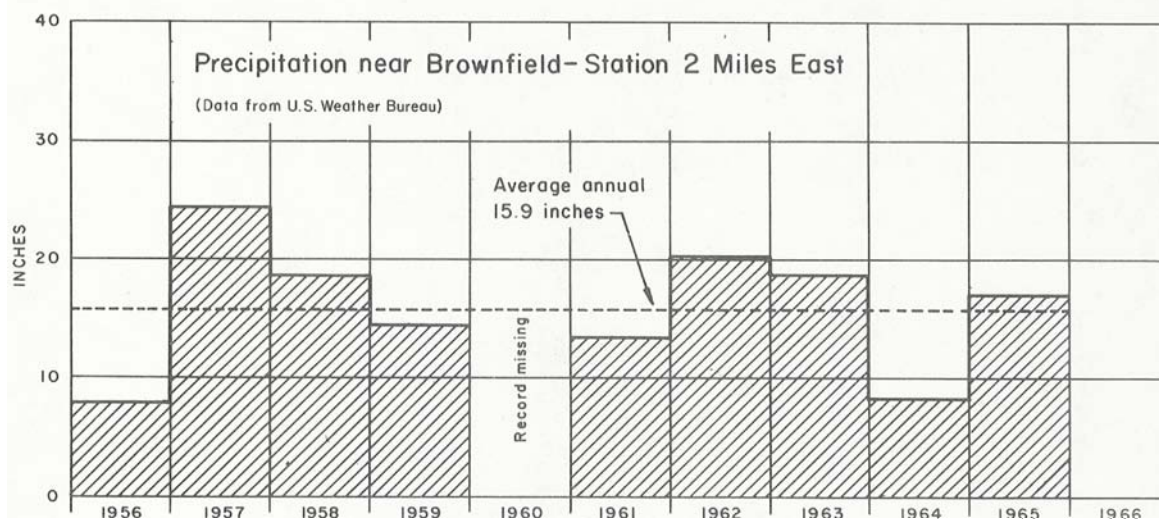 40
Precipitation near Brownfield–Station 2 Miles East
(Data from U.S. Weather Bureau)
30
Average annual
15.9 inches
20
INCHES
10
Record missing
0
1956 1957 1958 1959 1960 1961 1962 1963 1964 1965 1966